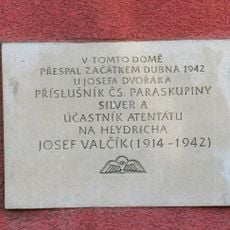 V TOMTO DOMĚ
PŘESPAL ZAČÁTKEM DUBNA 1942
U JOSEFA DVOŘÁKA
PŘÍSLUŠNÍK ČS. PARASKUPINY
SILVER A
ÚČASTNÍK ATENTÁTU
NA HEYDRICHA
JOSEF VALČÍK (1914 - 1942)